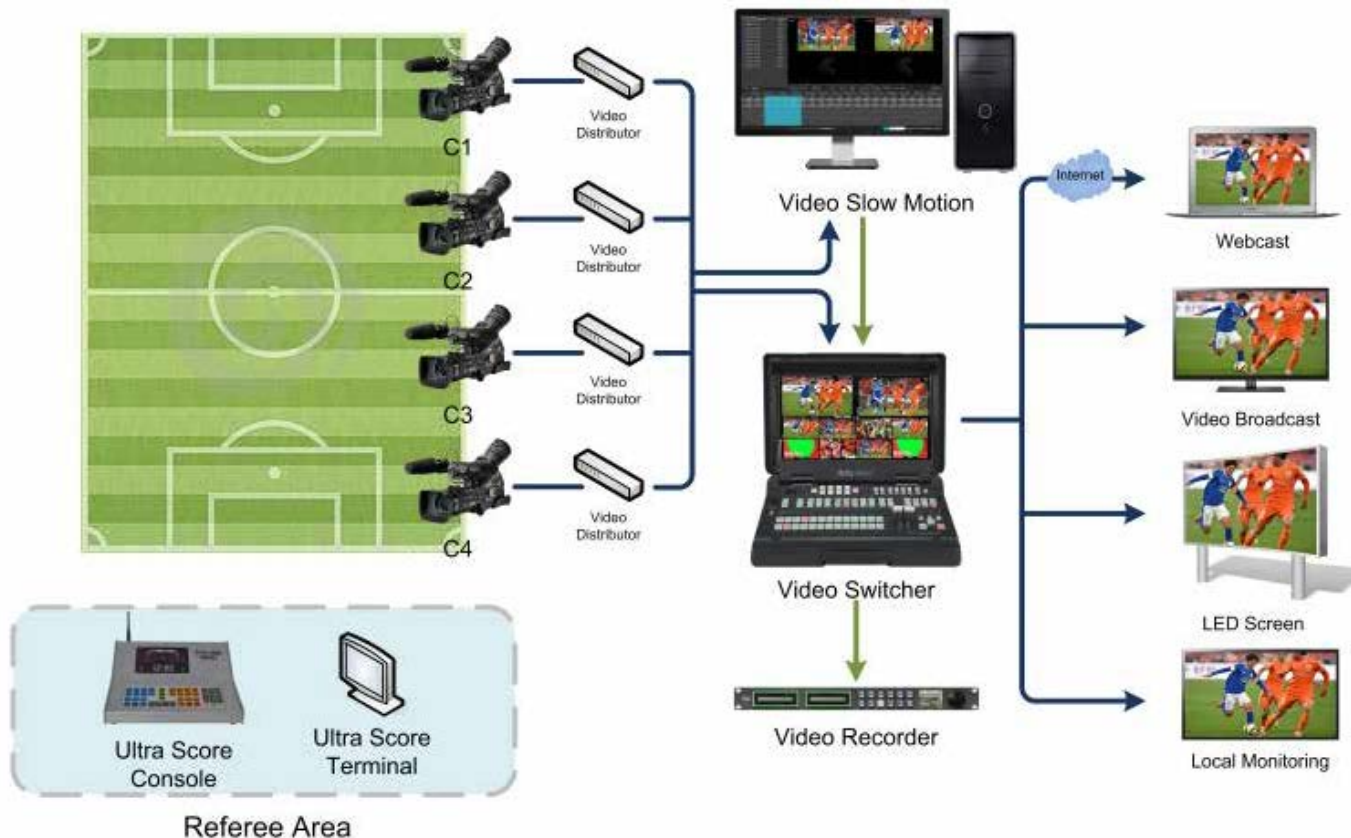 C1
C2
C3
C4
Video
Distributor
Video
Distributor
Video
Distributor
Video
Distributor
Video Slow Motion
Internet
Webcast
Video Broadcast
LED Screen
Local Monitoring
Video Switcher
Video Recorder
Ultra Score
Console
Ultra Score
Terminal
Referee Area